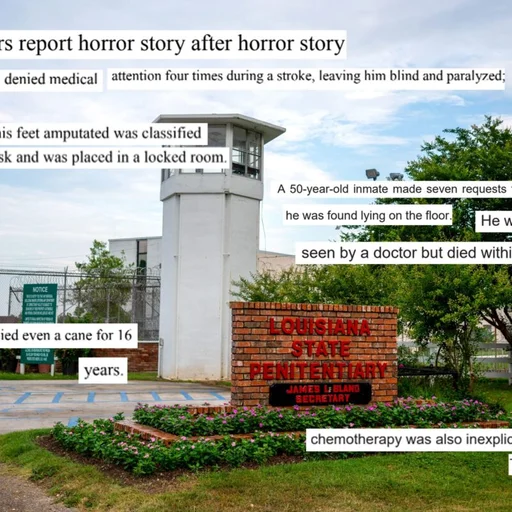 rs report horror story after horror story
denied medical
attention four times during a stroke, leaving him blind and paralyzed;
his feet amputated was classified
sk and was placed in a locked room.
A 50-year-old inmate made seven requests
he was found lying on the floor.
He w
seen by a doctor but died within
NOTICE
ied even a cane for 16
years.
LOUISIANA
STATE
PENITENTIARY
SECRETARY
chemotherapy was also inexplic